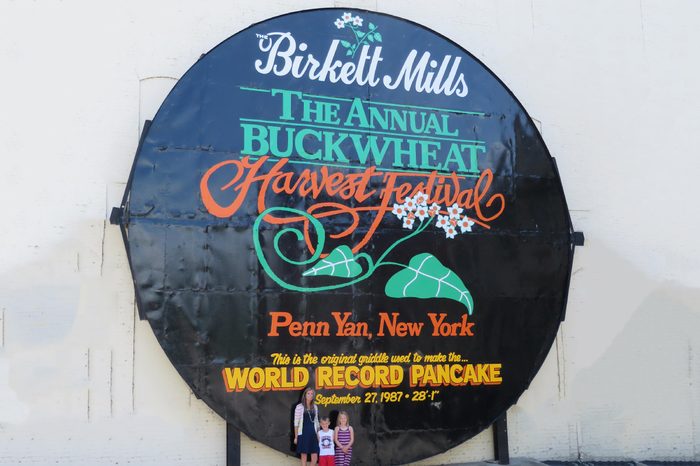 THE
Birkett Mills
THE ANNUAL
BUCKWHEAT
Harvest Festival
PENN YAN, NEW YORK
This is the original griddle used to make the...
WORLD RECORD PANCAKE
September 27, 1987 • 28'-1"